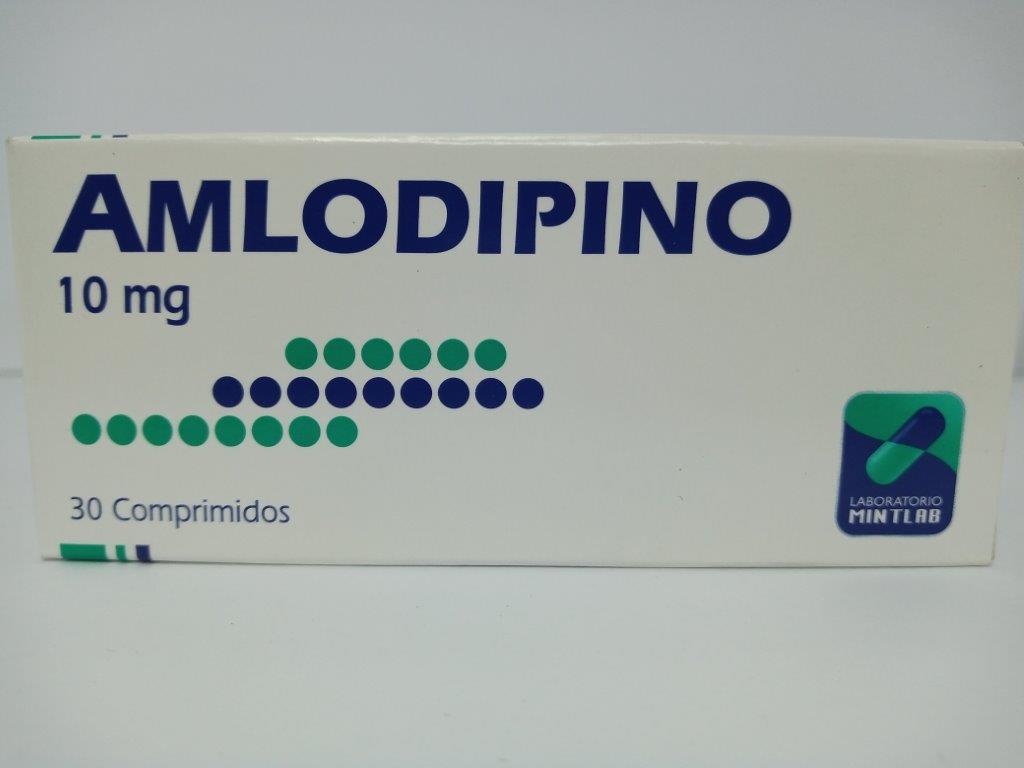 AMLODIPINO
10 mg
30 Comprimidos
LABORATORIO
MINTLAB